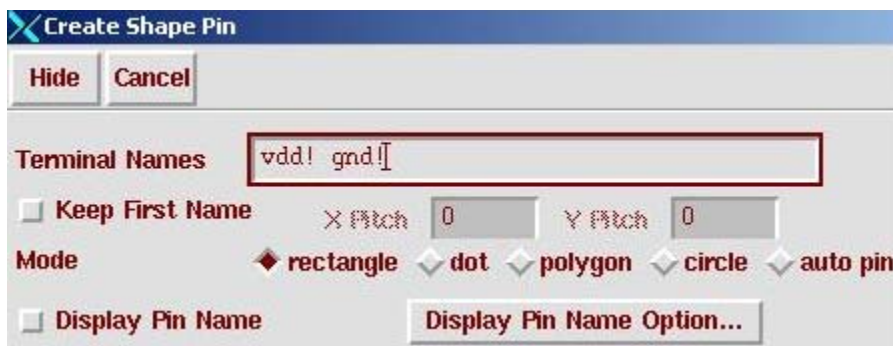 Create Shape Pin
Hide Cancel
Terminal Names vdd! gnd!
Keep First Name X Pitch 0 Y Pitch 0
Mode rectangle dot polygon circle auto pin
Display Pin Name Display Pin Name Option...